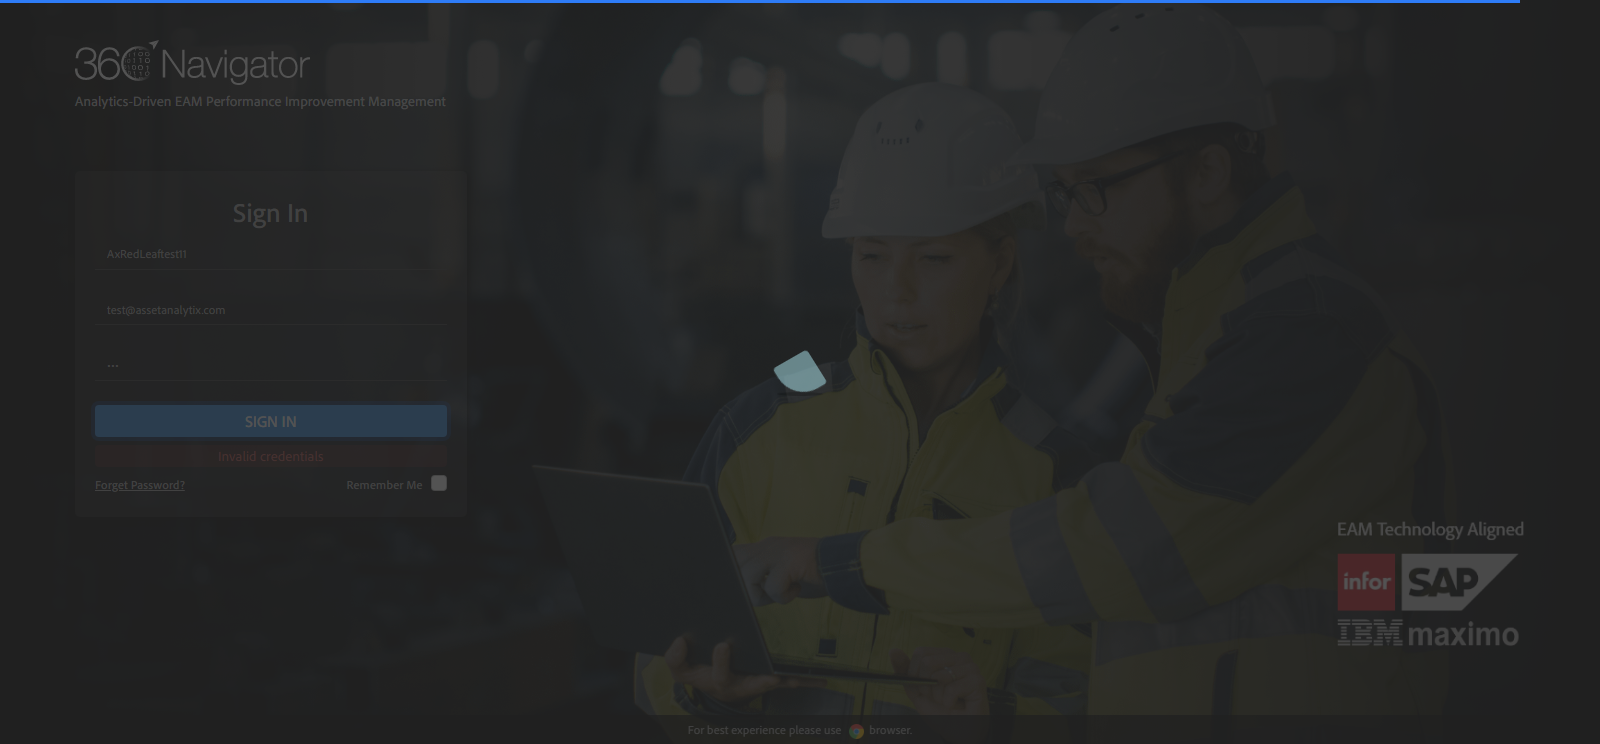 360 Navigator
Analytics-Driven EAM Performance Improvement Management
Sign In
AxRedLeaftest11
test@assetanalytix.com
...
SIGN IN
Invalid credentials
Forget Password?
Remember Me
EAM Technology Aligned
infor
SAP
IBM maximo
For best experience please use browser.